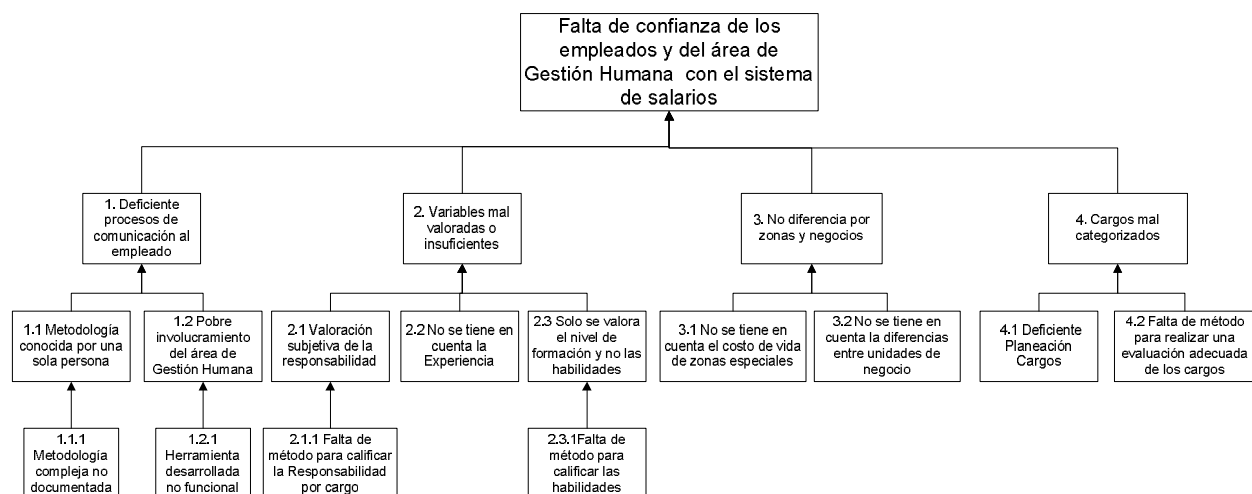 Falta de confianza de los
empleados y del área de
Gestión Humana con el sistema
de salarios
1. Deficiente
procesos de
comunicación al
empleado
2. Variables mal
valoradas o
insuficientes
3. No diferencia por
zonas y negocios
4. Cargos mal
categorizados
1.1 Metodología
conocida por una
sola persona
1.2 Pobre
involucramiento
del área de
Gestión Humana
2.1 Valoración
subjetiva de la
responsabilidad
2.2 No se tiene en
cuenta la
Experiencia
2.3 Solo se valora
el nivel de
formación y no las
habilidades
3.1 No se tiene en
cuenta el costo de vida
de zonas especiales
3.2 No se tiene en
cuenta la diferencias
entre unidades de
negocio
4.1 Deficiente
Planeación
Cargos
4.2 Falta de método
para realizar una
evaluación adecuada
de los cargos
1.1.1
Metodología
compleja no
documentada
1.2.1
Herramienta
desarrollada
no funcional
2.1.1 Falta de
método para calificar
la Responsabilidad
por cargo
2.3.1Falta de
método para
calificar las
habilidades